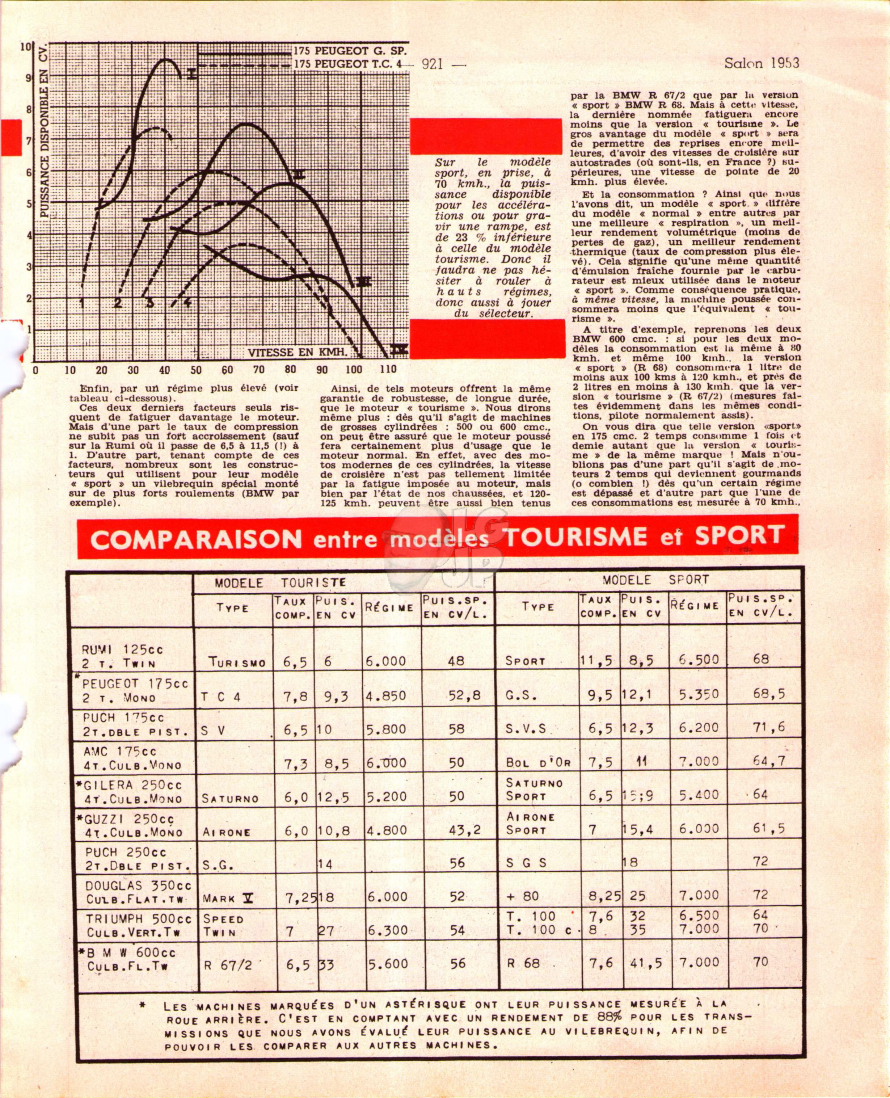 — 921 —
Salon 1953
10
9
8
7
6
5
4
3
2
1
0
PUISSANCE DISPONIBLE EN CV.
175 PEUGEOT G. SP.
175 PEUGEOT T.C. 4
I
II
III
IV
1
2
3
4
VITESSE EN KMH.
10 20 30 40 50 60 70 80 90 100 110
Sur le modèle
sport, en prise, à
70 kmh., la puis-
sance disponible
pour les accéléra-
tions ou pour gra-
vir une rampe, est
de 23 % inférieure
à celle du modèle
tourisme. Donc il
faudra ne pas hé-
siter à rouler à
hauts régimes,
donc aussi à jouer
du sélecteur.
Enfin, par un régime plus élevé (voir
tableau ci-dessous).
Ces deux derniers facteurs seuls ris-
quent de fatiguer davantage le moteur.
Mais d'une part le taux de compression
ne subit pas un fort accroissement (sauf
sur la Rumi où il passe de 6,5 à 11,5 (!) à
1. D'autre part, tenant compte de ces
facteurs, nombreux sont les construc-
teurs qui utilisent pour leur modèle
« sport » un vilebrequin spécial monté
sur de plus forts roulements (BMW par
exemple).
Ainsi, de tels moteurs offrent la même
garantie de robustesse, de longue durée,
que le moteur « tourisme ». Nous dirons
même plus : dès qu'il s'agit de machines
de grosses cylindrées : 500 ou 600 cmc.,
on peut être assuré que le moteur poussé
fera certainement plus d'usage que le
moteur normal. En effet, avec des mo-
tos modernes de ces cylindrées, la vitesse
de croisière n'est pas tellement limitée
par la fatigue imposée au moteur, mais
bien par l'état de nos chaussées, et 120-
125 kmh. peuvent être aussi bien tenus
par la BMW R 67/2 que par la version
« sport » BMW R 68. Mais à cette vitesse,
la dernière nommée fatiguera encore
moins que la version « tourisme ». Le
gros avantage du modèle « sport » sera
de permettre des reprises encore meil-
leures, d'avoir des vitesses de croisière sur
autostrades (où sont-ils, en France ?) su-
périeures, une vitesse de pointe de 20
kmh. plus élevée.
Et la consommation ? Ainsi que nous
l'avons dit, un modèle « sport » diffère
du modèle « normal » entre autres par
une meilleure « respiration », un meil-
leur rendement volumétrique (moins de
pertes de gaz), un meilleur rendement
thermique (taux de compression plus éle-
vé). Cela signifie qu'une même quantité
d'émulsion fraîche fournie par le carbu-
rateur est mieux utilisée dans le moteur
« sport ». Comme conséquence pratique,
à même vitesse, la machine poussée con-
sommera moins que l'équivalent « tou-
risme ».
A titre d'exemple, reprenons les deux
BMW 600 cmc. : si pour les deux mo-
dèles la consommation est la même à 80
kmh. et même 100 kmh., la version
« sport » (R 68) consommera 1 litre de
moins aux 100 kms à 120 kmh., et près de
2 litres en moins à 130 kmh. que la ver-
sion « tourisme » (R 67/2) (mesures fai-
tes évidemment dans les mêmes condi-
tions, pilote normalement assis).
On vous dira que telle version «sport»
en 175 cmc. 2 temps consomme 1 fois et
demie autant que la version « touris-
me » de la même marque ! Mais n'ou-
blions pas d'une part qu'il s'agit de mo-
teurs 2 temps qui deviennent gourmands
(o combien !) dès qu'un certain régime
est dépassé et d'autre part que l'une de
ces consommations est mesurée à 70 kmh.,
COMPARAISON entre modèles TOURISME et SPORT
MODELE TOURISTE MODELE SPORT
TYPE TAUX COMP. PUIS. EN CV RÉGIME PUIS.SP. EN CV/L. TYPE TAUX COMP. PUIS. EN CV RÉGIME PUIS.SP. EN CV/L.
RUMI 125cc
2 T. TWIN TURISMO 6,5 6 6.000 48 SPORT 11,5 8,5 6.500 68
*PEUGEOT 175cc
2 T. MONO T C 4 7,8 9,3 4.850 52,8 G.S. 9,5 12,1 5.350 68,5
PUCH 175cc
2T.DBLE PIST. S V 6,5 10 5.800 58 S.V.S. 6,5 12,3 6.200 71,6
AMC 175cc
4T.CULB.MONO 7,3 8,5 6.000 50 BOL D'OR 7,5 11 7.000 64,7
*GILERA 250cc SATURNO
4T.CULB.MONO SATURNO 6,0 12,5 5.200 50 SPORT 6,5 15;9 5.400 64
*GUZZI 250cc AIRONE
4T.CULB.MONO AIRONE 6,0 10,8 4.800 43,2 SPORT 7 15,4 6.000 61,5
PUCH 250cc
2T.DBLE PIST. S.G. 14 56 S G S 18 72
DOUGLAS 350cc
CULB.FLAT.TW MARK V 7,25 18 6.000 52 + 80 8,25 25 7.000 72
TRIUMPH 500cc SPEED T. 100 7,6 32 6.500 64
CULB.VERT.TW TWIN 7 27 6.300 54 T. 100 c 8 35 7.000 70
*B M W 600cc
CULB.FL.TW R 67/2 6,5 33 5.600 56 R 68 7,6 41,5 7.000 70
* LES MACHINES MARQUÉES D'UN ASTÉRISQUE ONT LEUR PUISSANCE MESURÉE À LA
ROUE ARRIÈRE. C'EST EN COMPTANT AVEC UN RENDEMENT DE 88% POUR LES TRANS-
MISSIONS QUE NOUS AVONS ÉVALUÉ LEUR PUISSANCE AU VILEBREQUIN, AFIN DE
POUVOIR LES COMPARER AUX AUTRES MACHINES.